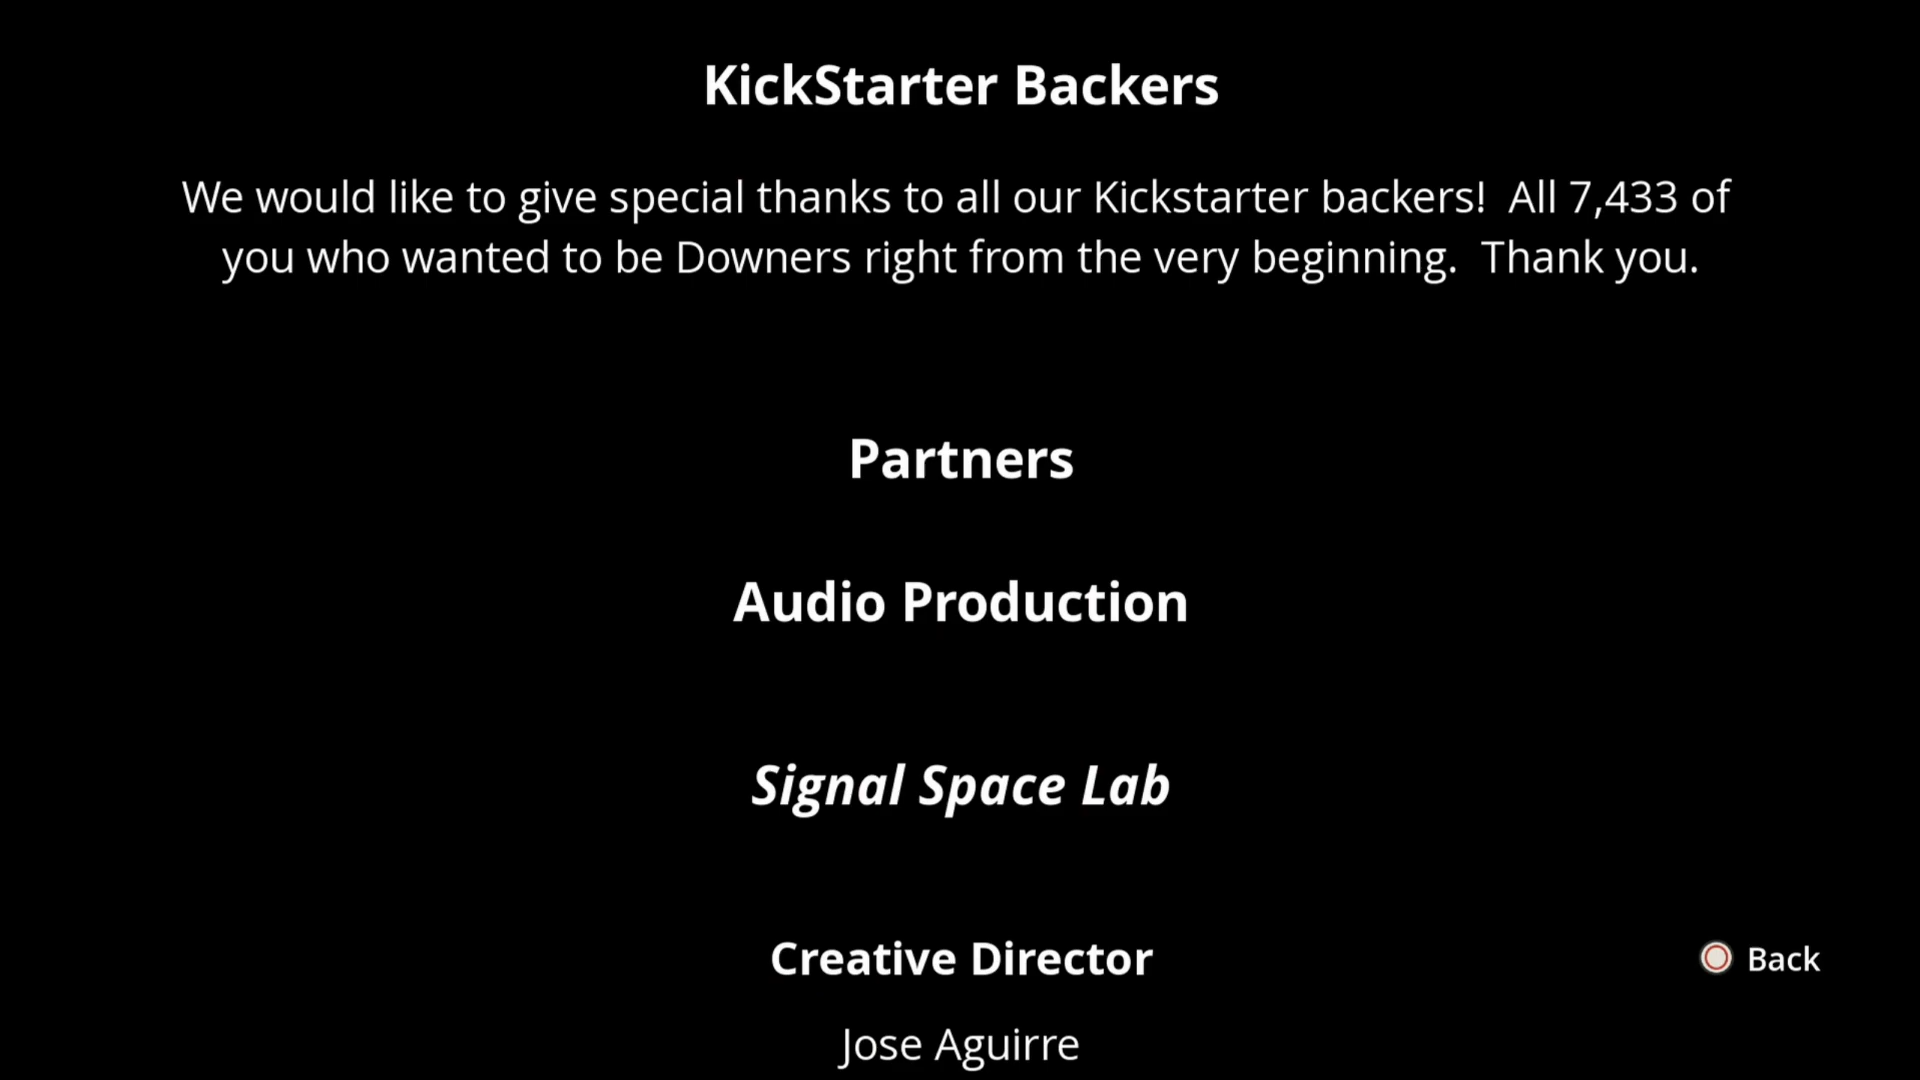 KickStarter Backers
We would like to give special thanks to all our Kickstarter backers!  All 7,433 of
you who wanted to be Downers right from the very beginning.  Thank you.
Partners
Audio Production
Signal Space Lab
Creative Director
Back
Jose Aguirre